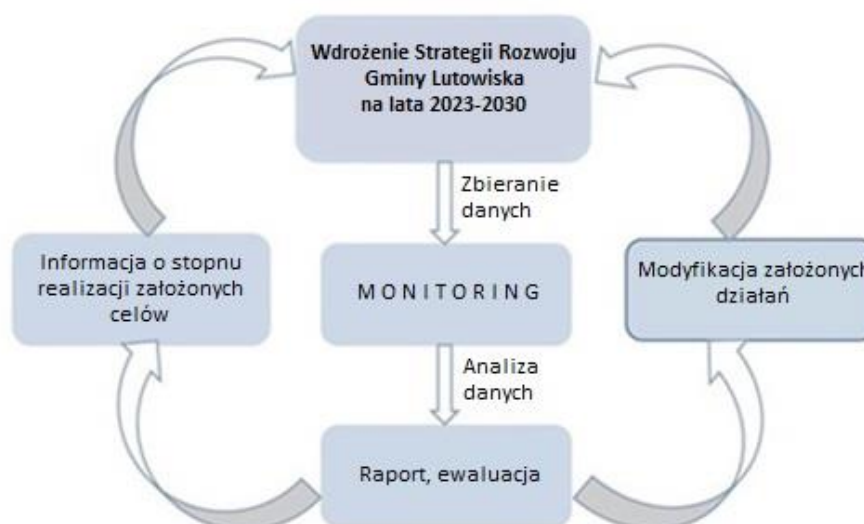 Wdrożenie Strategii Rozwoju
Gminy Lutowiska
na lata 2023-2030
Zbieranie
danych
Informacja o stopnu
realizacji założonych
celów
M O N I T O R I N G
Modyfikacja założonych
działań
Analiza
danych
Raport, ewaluacja